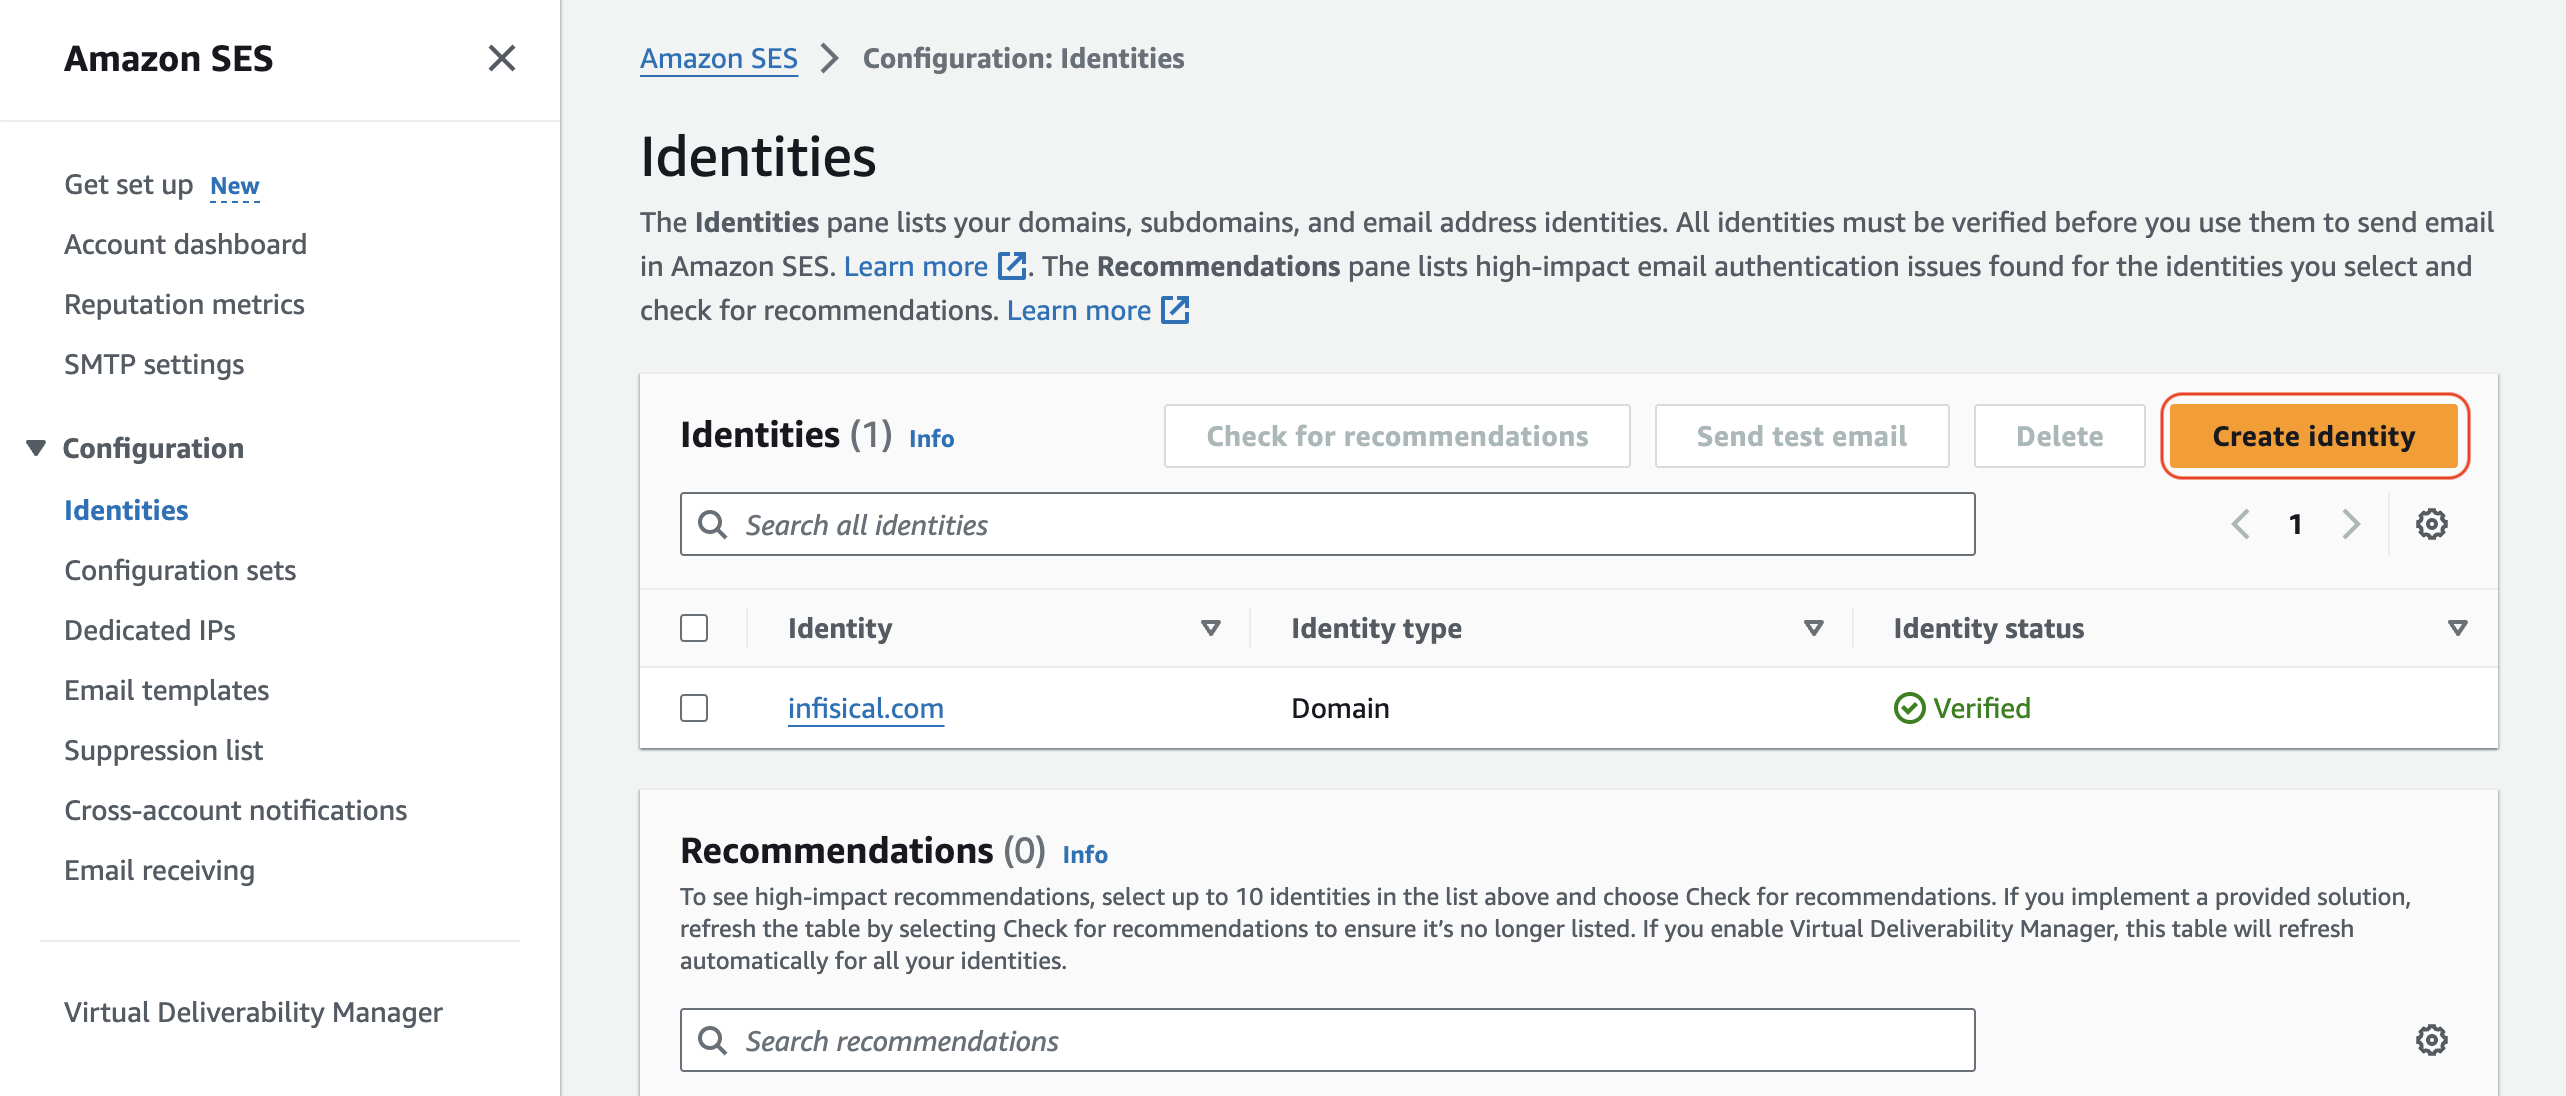 Amazon SES
Get set up New
Account dashboard
Reputation metrics
SMTP settings
Configuration
Identities
Configuration sets
Dedicated IPs
Email templates
Suppression list
Cross-account notifications
Email receiving
Virtual Deliverability Manager
Amazon SES > Configuration: Identities
Identities
The Identities pane lists your domains, subdomains, and email address identities. All identities must be verified before you use them to send email
in Amazon SES. Learn more. The Recommendations pane lists high-impact email authentication issues found for the identities you select and
check for recommendations. Learn more
Identities (1) Info Check for recommendations Send test email Delete Create identity
Search all identities 1
Identity Identity type Identity status
infisical.com Domain Verified
Recommendations (0) Info
To see high-impact recommendations, select up to 10 identities in the list above and choose Check for recommendations. If you implement a provided solution,
refresh the table by selecting Check for recommendations to ensure it’s no longer listed. If you enable Virtual Deliverability Manager, this table will refresh
automatically for all your identities.
Search recommendations